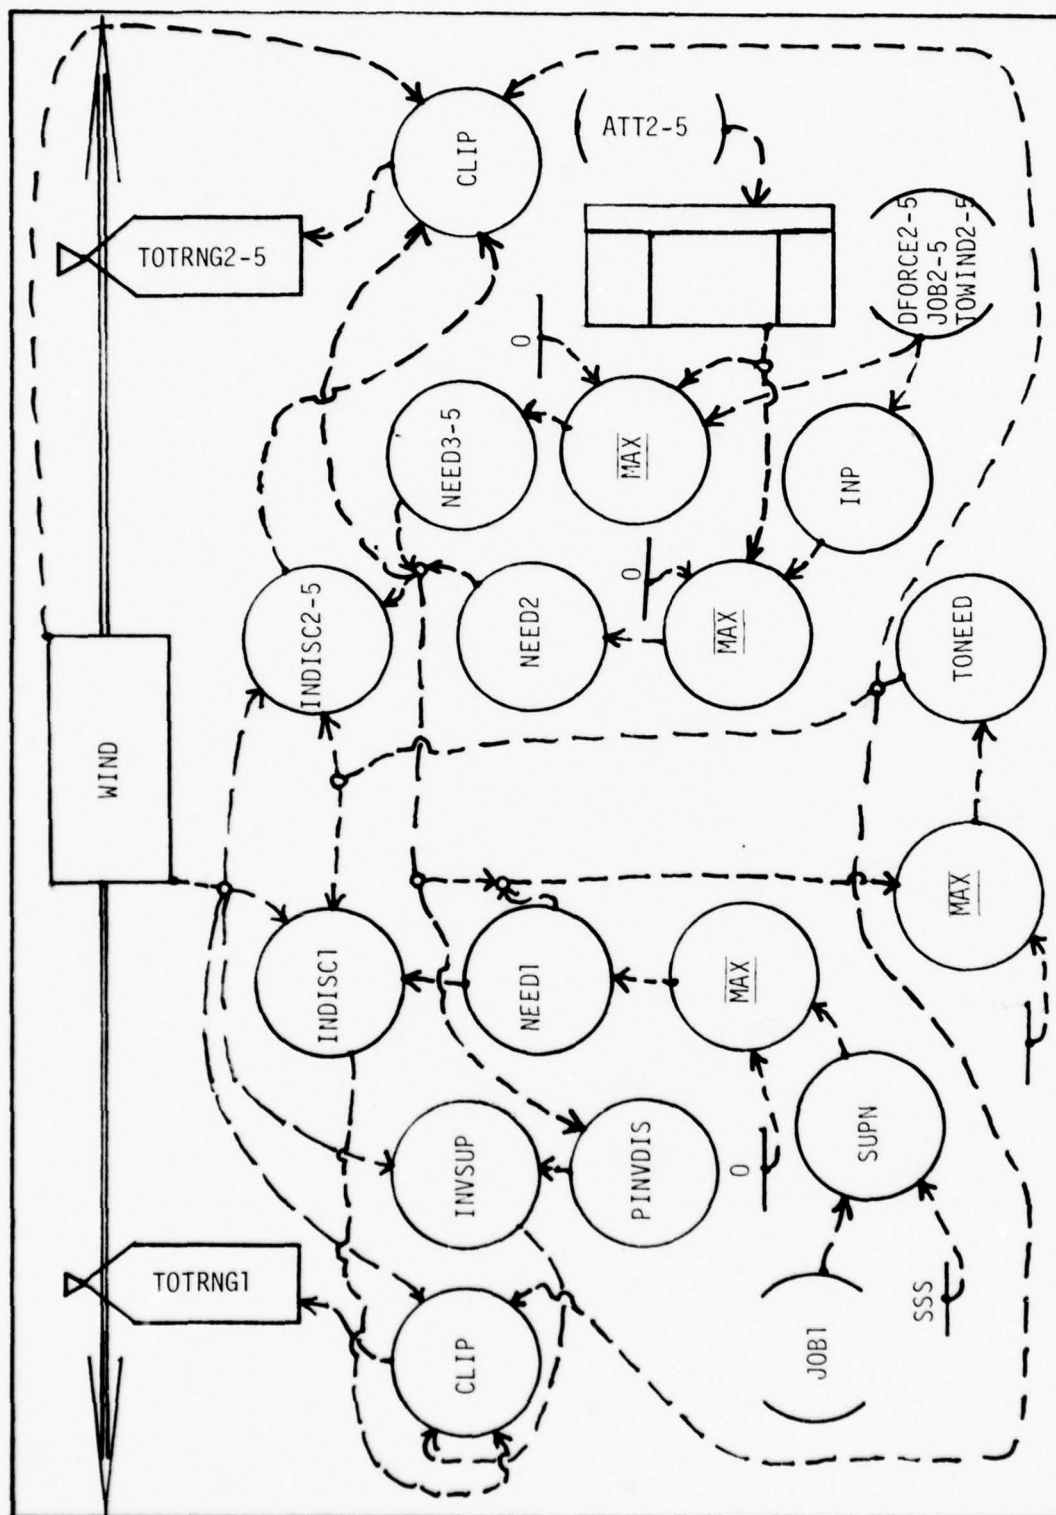 CLIP
ATT2-5
TOTRNG2-5
DFORCE2-5
JOB2-5
TOWIND2-5
0
NEED3-5
MAX
INP
INDISC2-5
0
NEED2
MAX
TONEED
WIND
INDISC1
NEED1
MAX
MAX
INVSUP
PINVDIS
0
SUPN
TOTRNG1
CLIP
JOB1
SSS